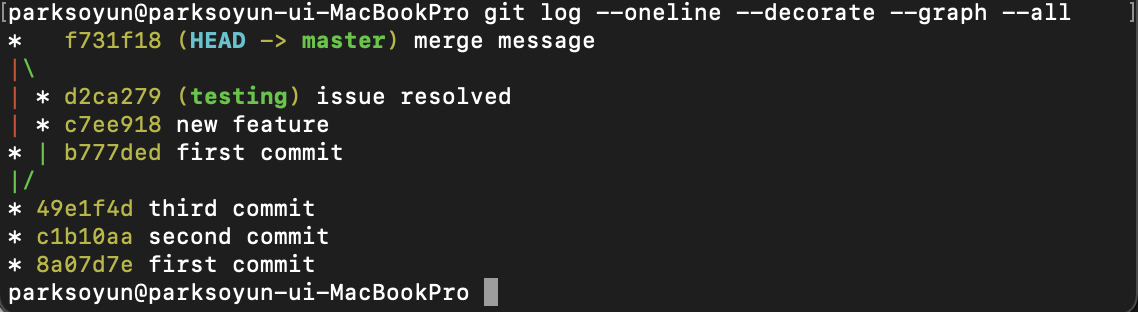 [parksoyun@parksoyun-ui-MacBookPro git log --oneline --decorate --graph --all ]
*   f731f18 (HEAD -> master) merge message
|\
| * d2ca279 (testing) issue resolved
| * c7ee918 new feature
* | b777ded first commit
|/
* 49e1f4d third commit
* c1b10aa second commit
* 8a07d7e first commit
parksoyun@parksoyun-ui-MacBookPro